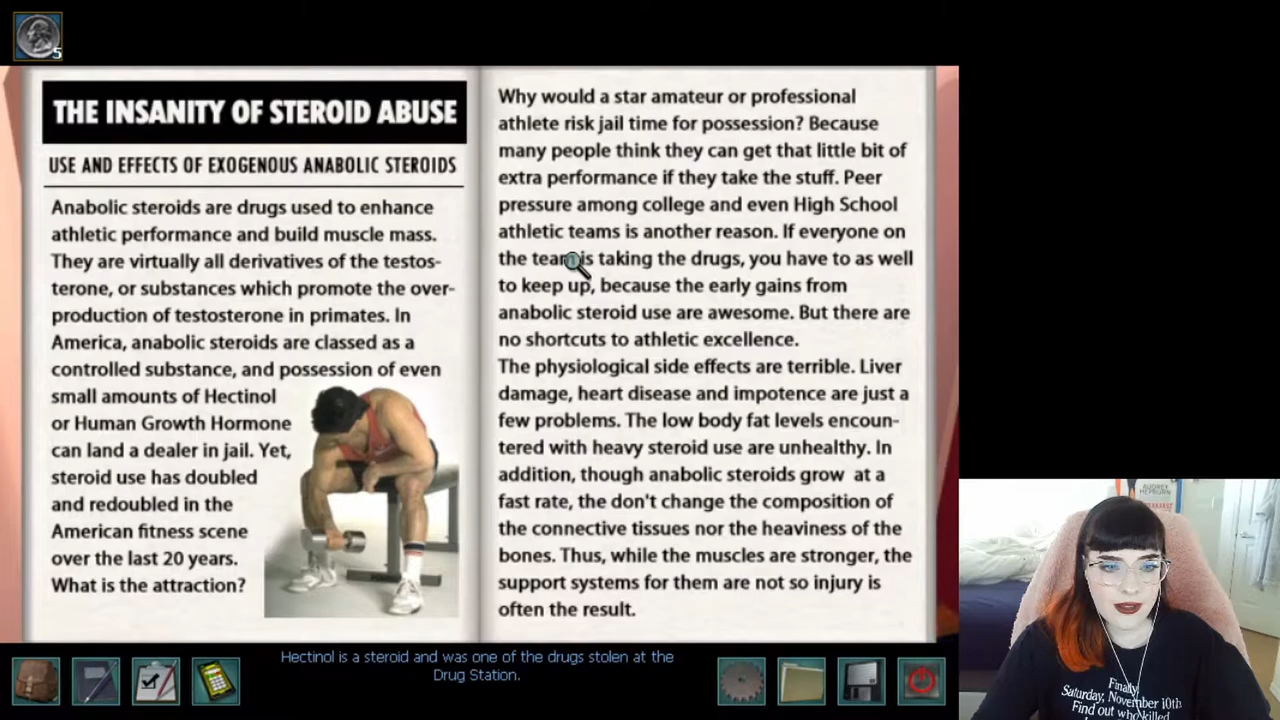 5
THE INSANITY OF STEROID ABUSE
USE AND EFFECTS OF EXOGENOUS ANABOLIC STEROIDS
Anabolic steroids are drugs used to enhance
athletic performance and build muscle mass.
They are virtually all derivatives of the testos-
terone, or substances which promote the over-
production of testosterone in primates. In
America, anabolic steroids are classed as a
controlled substance, and possession of even
small amounts of Hectinol
or Human Growth Hormone
can land a dealer in jail. Yet,
steroid use has doubled
and redoubled in the
American fitness scene
over the last 20 years.
What is the attraction?
Why would a star amateur or professional
athlete risk jail time for possession? Because
many people think they can get that little bit of
extra performance if they take the stuff. Peer
pressure among college and even High School
athletic teams is another reason. If everyone on
the team is taking the drugs, you have to as well
to keep up, because the early gains from
anabolic steroid use are awesome. But there are
no shortcuts to athletic excellence.
The physiological side effects are terrible. Liver
damage, heart disease and impotence are just a
few problems. The low body fat levels encoun-
tered with heavy steroid use are unhealthy. In
addition, though anabolic steroids grow at a
fast rate, the don't change the composition of
the connective tissues nor the heaviness of the
bones. Thus, while the muscles are stronger, the
support systems for them are not so injury is
often the result.
Hectinol is a steroid and was one of the drugs stolen at the
Drug Station.
AUDREY
HEPBURN
Finally,
Saturday, November 10th
Find out who killed